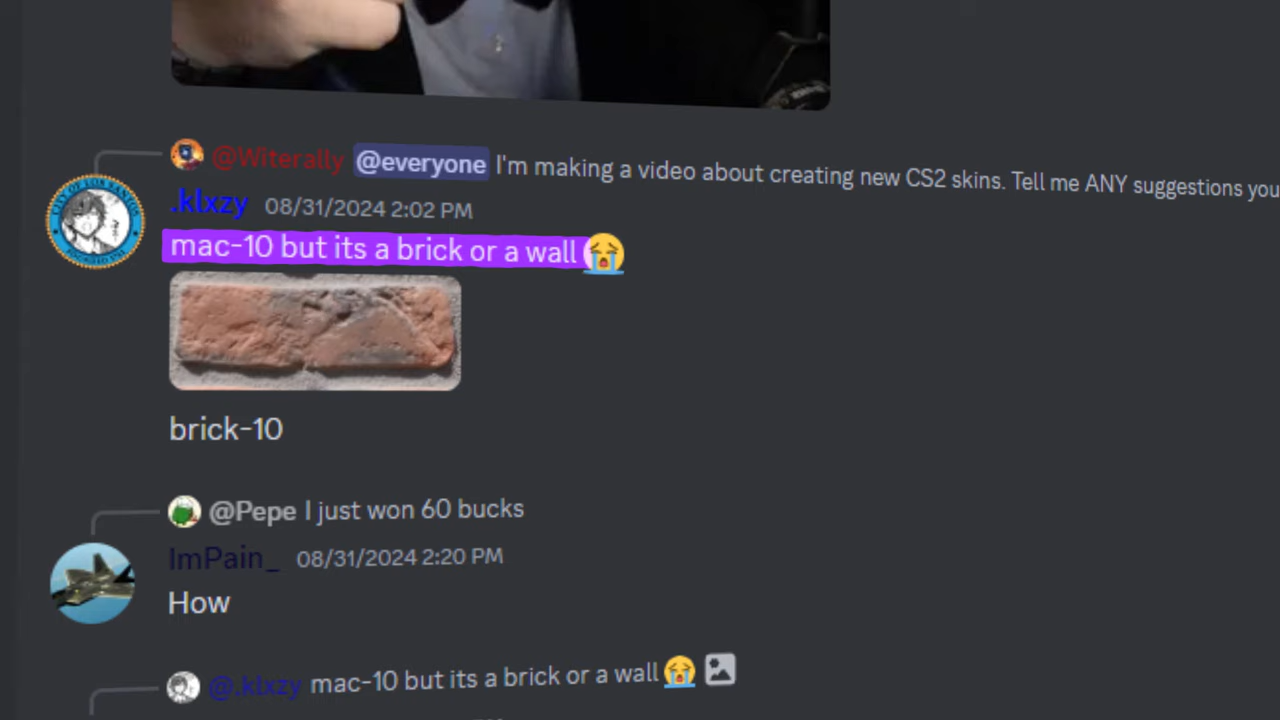 @Witerally @everyone I'm making a video about creating new CS2 skins. Tell me ANY suggestions you
.klxzy 08/31/2024 2:02 PM
mac-10 but its a brick or a wall 😭
brick-10
@Pepe I just won 60 bucks
ImPain_ 08/31/2024 2:20 PM
How
@.klxzy mac-10 but its a brick or a wall 😭